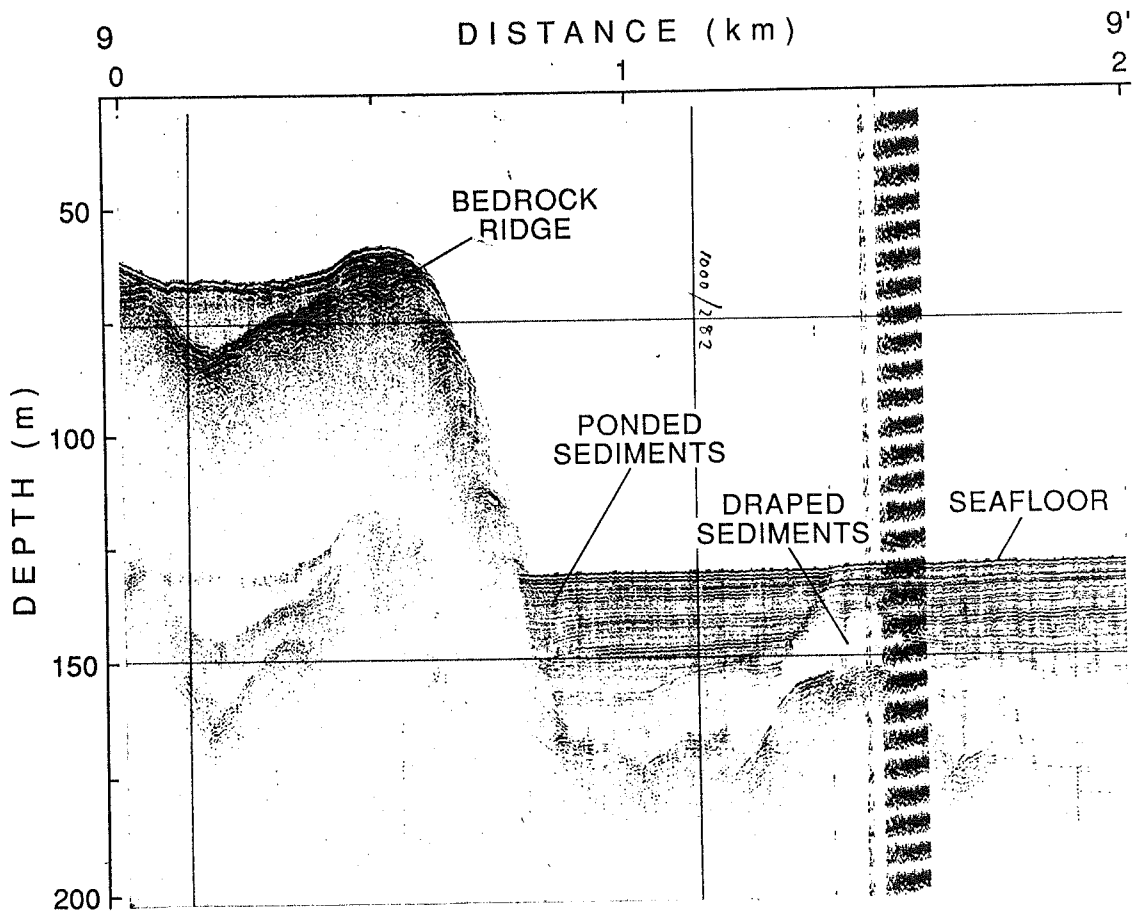 9
DISTANCE (km)
9'
0
1
2
50
BEDROCK
RIDGE
1000/282
DEPTH (m)
100
PONDED
SEDIMENTS
DRAPED
SEDIMENTS
SEAFLOOR
150
200